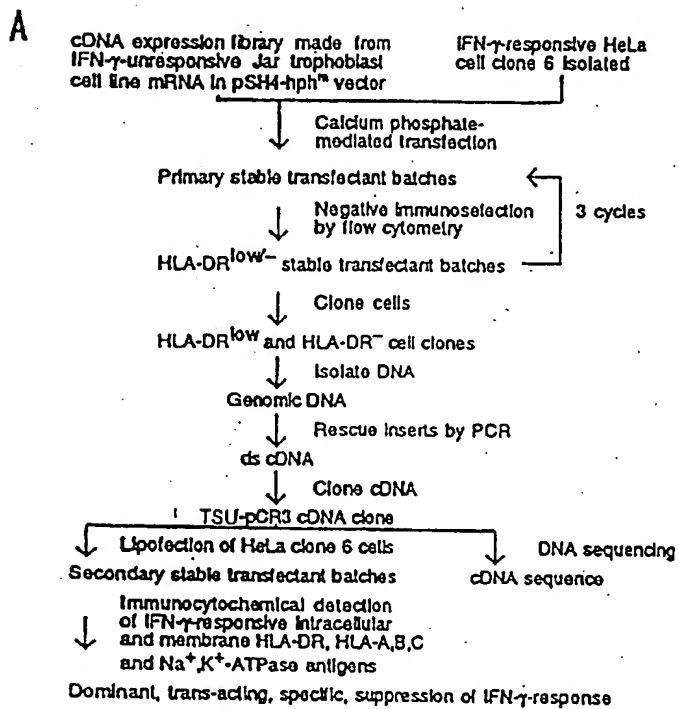 A
cDNA expression library made from
IFN-γ-unresponsive Jar trophoblast
cell line mRNA in pSH4-hphᵐ vector
IFN-γ-responsive HeLa
cell clone 6 isolated
Calcium phosphate-
mediated transfection
Primary stable transfectant batches
Negative immunoselection
by flow cytometry
3 cycles
HLA-DRlow/– stable transfectant batches
Clone cells
HLA-DRlow and HLA-DR– cell clones
Isolate DNA
Genomic DNA
Rescue inserts by PCR
ds cDNA
Clone cDNA
TSU-pCR3 cDNA clone
Lipofection of HeLa clone 6 cells
DNA sequencing
Secondary stable transfectant batches
cDNA sequence
Immunocytochemical detection
of IFN-γ-responsive intracellular
and membrane HLA-DR, HLA-A,B,C
and Na+,K+-ATPase antigens
Dominant, trans-acting, specific, suppression of IFN-γ-response